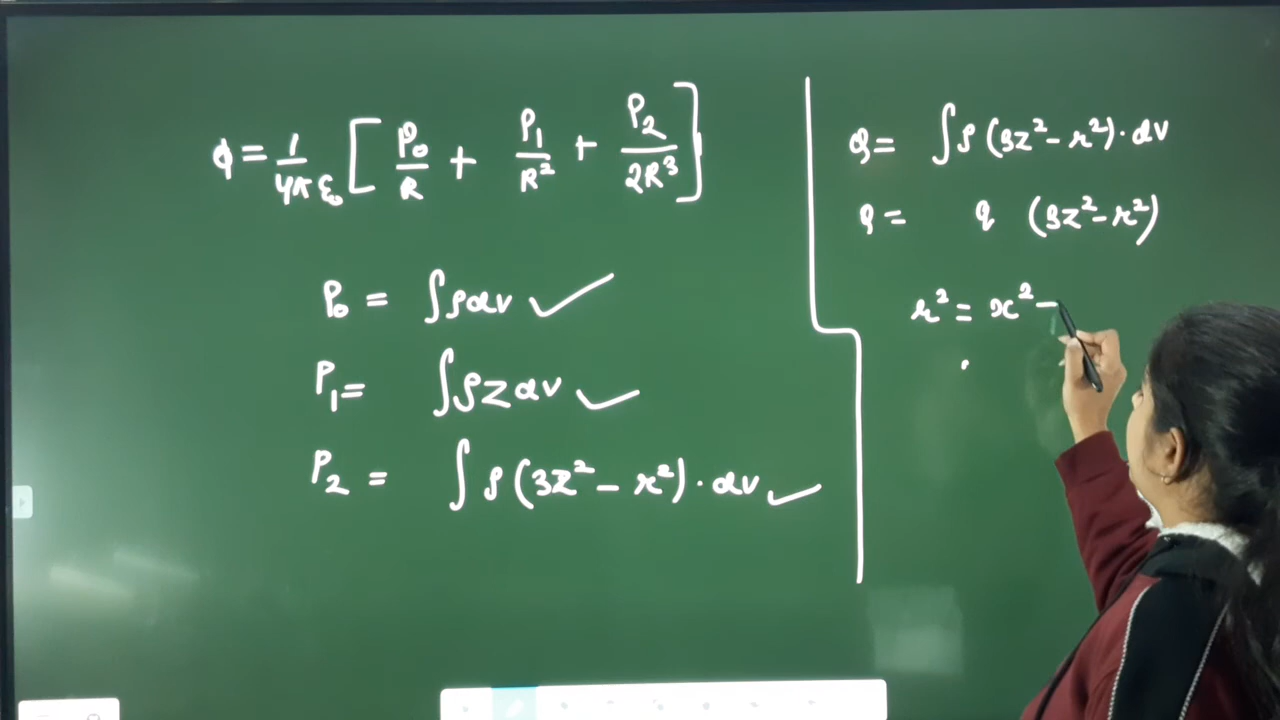 φ = 1/4πε₀ [ P₀/R + P₁/R² + P₂/2R³ ]
P₀ = ∫ρdv ✓
P₁ = ∫ρzdv ✓
P₂ = ∫ρ(3z² – r²)·dv ✓
Q = ∫ρ(3z² – r²)·dv
Q = q (3z² – r²)
r² = x² –